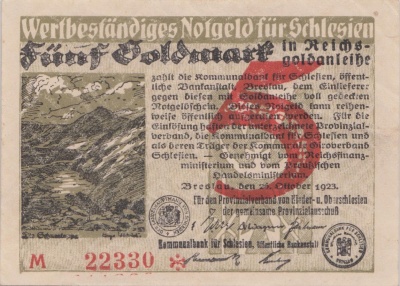 Wertbeständiges Notgeld für Schlesien
Fünf Goldmark in Reichs-
goldanleihe
5
zahlt die Kommunalbank für Schlesien, öffent-
liche Bankanstalt Breslau, dem Einlieferer
gegen diesen mit Goldanleihe voll gedeckten
Notgeldschein. Dieses Notgeld kann reihen-
weise öffentlich aufgerufen werden. Für die
Einlösung haften der unterzeichnete Provinzial-
verband, die Kommunalbank für Schlesien und
als deren Träger der Kommunale Giroverband
Schlesien. – Genehmigt vom Reichsfinanz-
ministerium und vom Preußischen
Handelsministerium.
Breslau, den 26. Oktober 1923.
Für den Provinzialverband von Nieder- u. Oberschlesien
der gemeinsame Provinzialausschuß
Kommunalbank für Schlesien, öffentliche Bankanstalt
M 22330 *